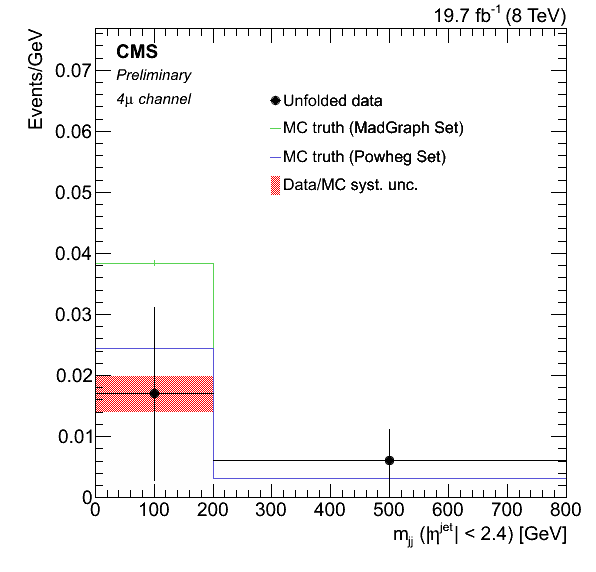 19.7 fb⁻¹ (8 TeV)
Events/GeV
CMS
Preliminary
4μ channel
Unfolded data
MC truth (MadGraph Set)
MC truth (Powheg Set)
Data/MC syst. unc.
0.07
0.06
0.05
0.04
0.03
0.02
0.01
0
0 100 200 300 400 500 600 700 800
m_jj (|η^jet| < 2.4) [GeV]